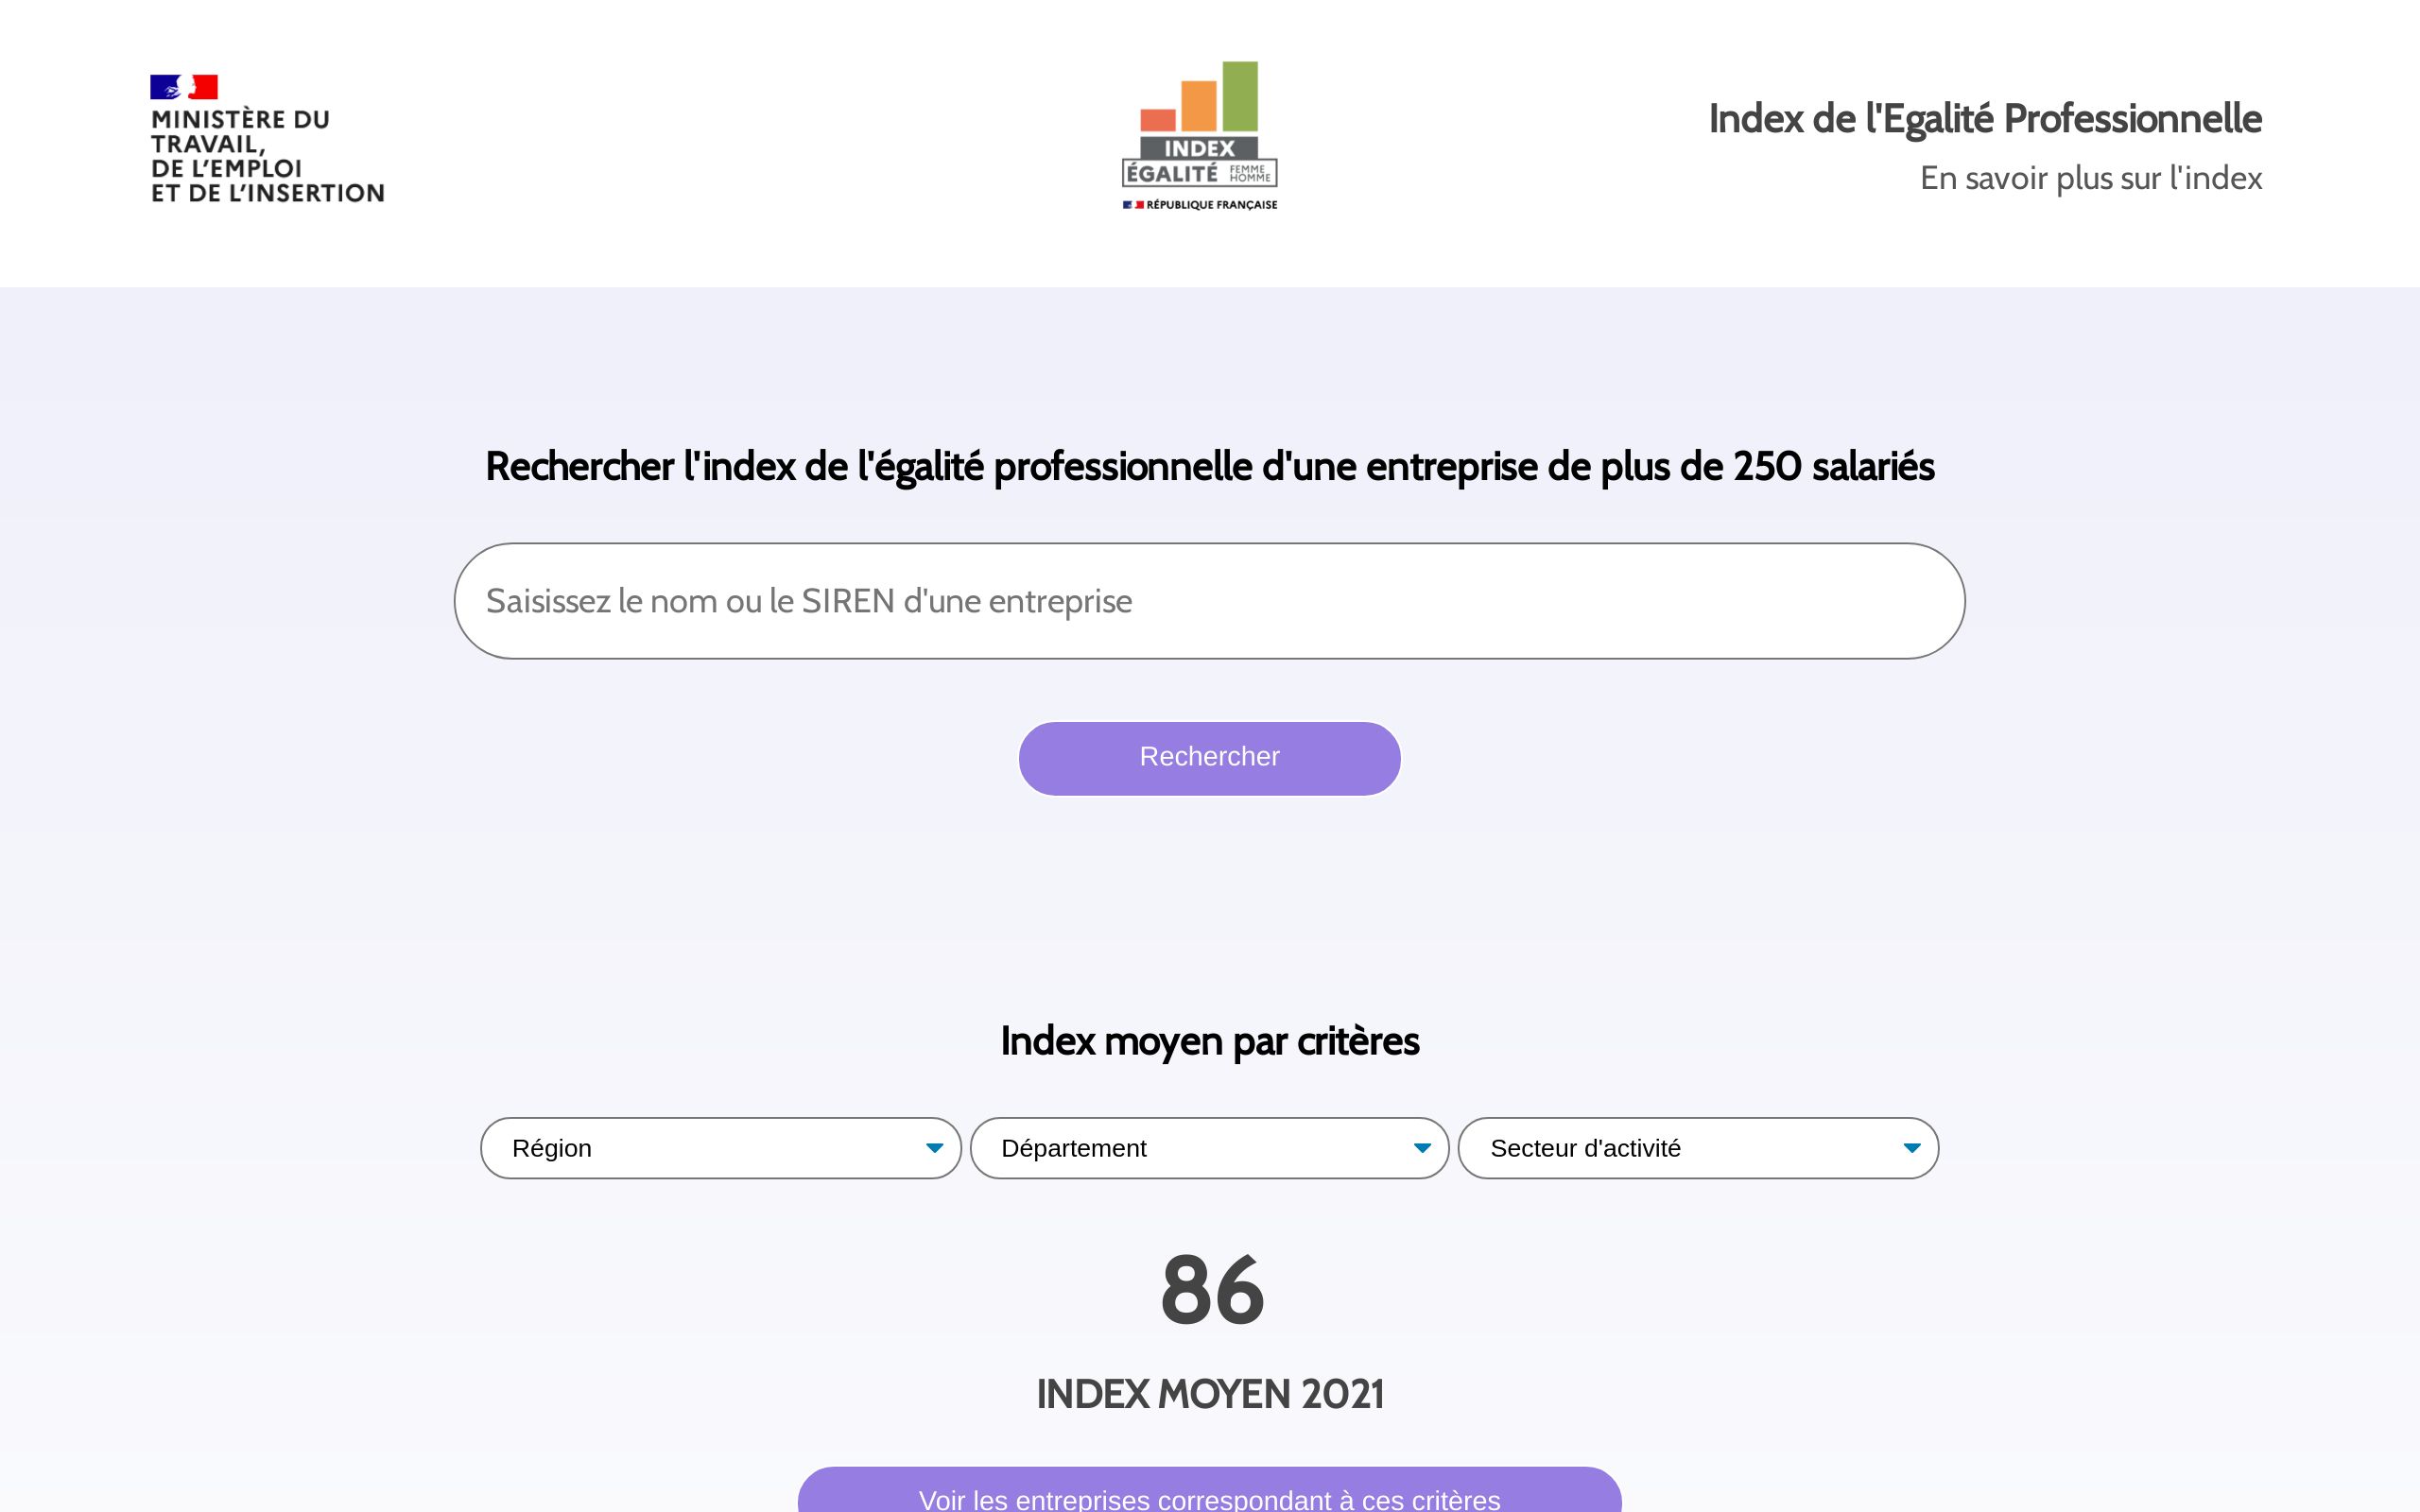 MINISTÈRE DU
TRAVAIL,
DE L'EMPLOI
ET DE L'INSERTION
INDEX
ÉGALITÉ FEMME HOMME
RÉPUBLIQUE FRANÇAISE
Index de l'Egalité Professionnelle
En savoir plus sur l'index
Rechercher l'index de l'égalité professionnelle d'une entreprise de plus de 250 salariés
Saisissez le nom ou le SIREN d'une entreprise
Rechercher
Index moyen par critères
Région
Département
Secteur d'activité
86
INDEX MOYEN 2021
Voir les entreprises correspondant à ces critères